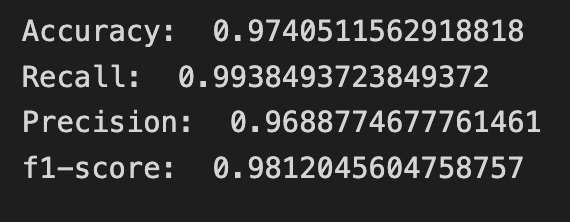 Accuracy:  0.9740511562918818
Recall:  0.9938493723849372
Precision:  0.9688774677761461
f1-score:  0.9812045604758757